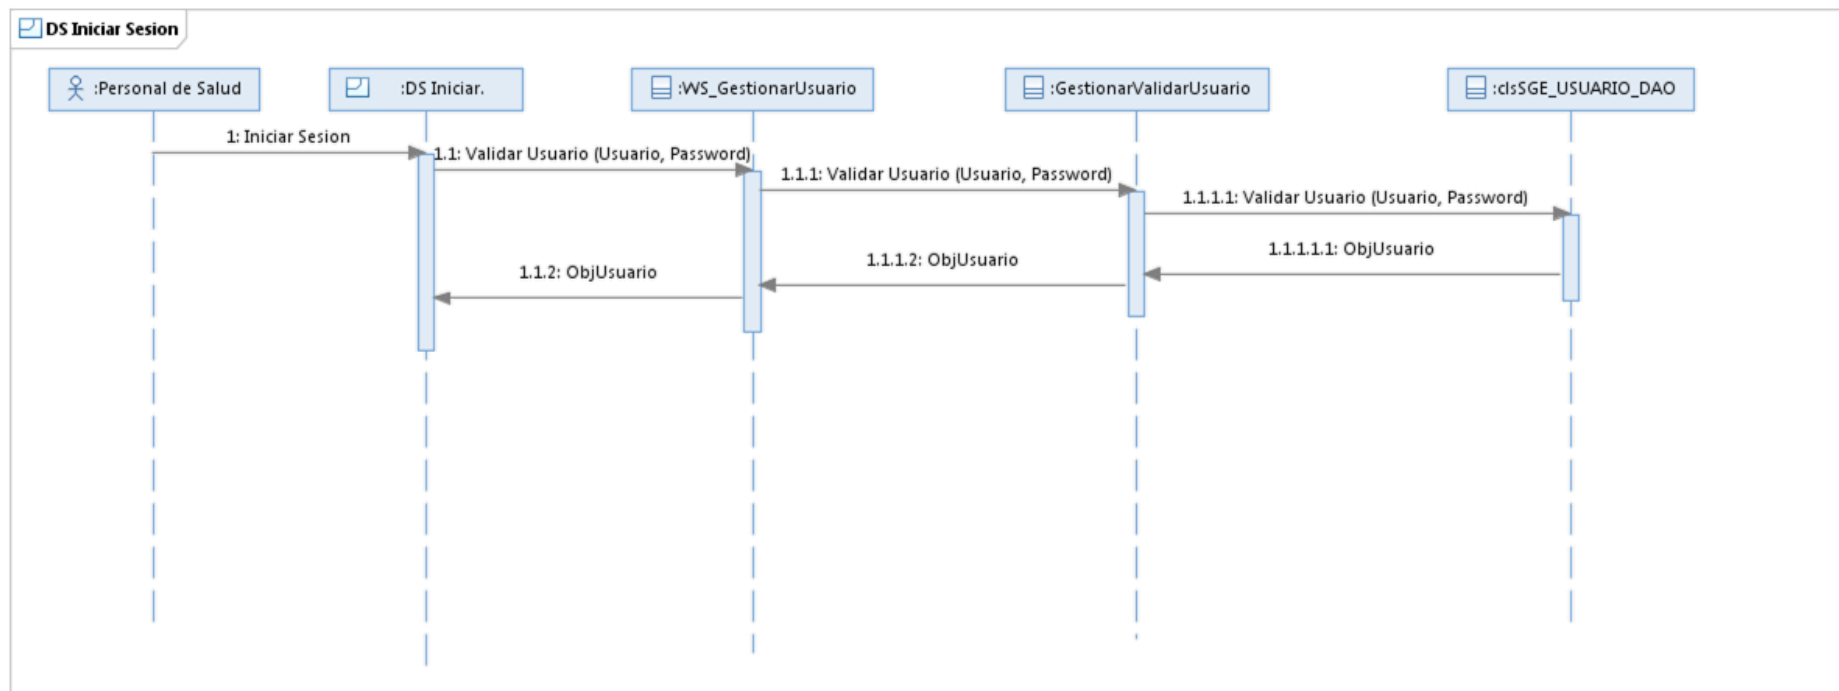 DS Iniciar Sesion
:Personal de Salud
:DS Iniciar.
:WS_GestionarUsuario
:GestionarValidarUsuario
:clsSGE_USUARIO_DAO
1: Iniciar Sesion
1.1: Validar Usuario (Usuario, Password)
1.1.1: Validar Usuario (Usuario, Password)
1.1.1.1: Validar Usuario (Usuario, Password)
1.1.1.1.1: ObjUsuario
1.1.1.2: ObjUsuario
1.1.2: ObjUsuario